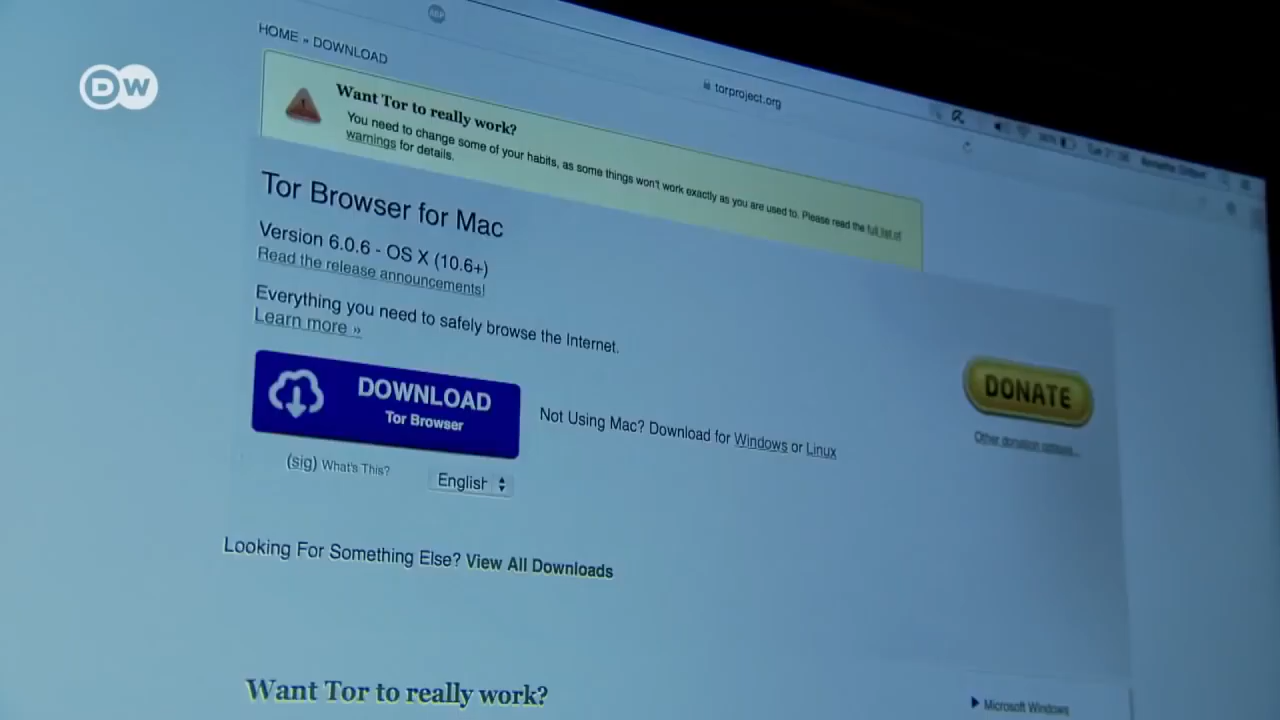 DW
ABP
HOME » DOWNLOAD
torproject.org
Want Tor to really work?
You need to change some of your habits, as some things won't work exactly as you are used to. Please read the full list of
warnings for details.
Tor Browser for Mac
Version 6.0.6 - OS X (10.6+)
Read the release announcements!
Everything you need to safely browse the Internet.
Learn more »
DOWNLOAD
Tor Browser
Not Using Mac? Download for Windows or Linux
DONATE
Other donation options...
(sig) What's This?
English
Looking For Something Else? View All Downloads
Want Tor to really work?
Microsoft Windows